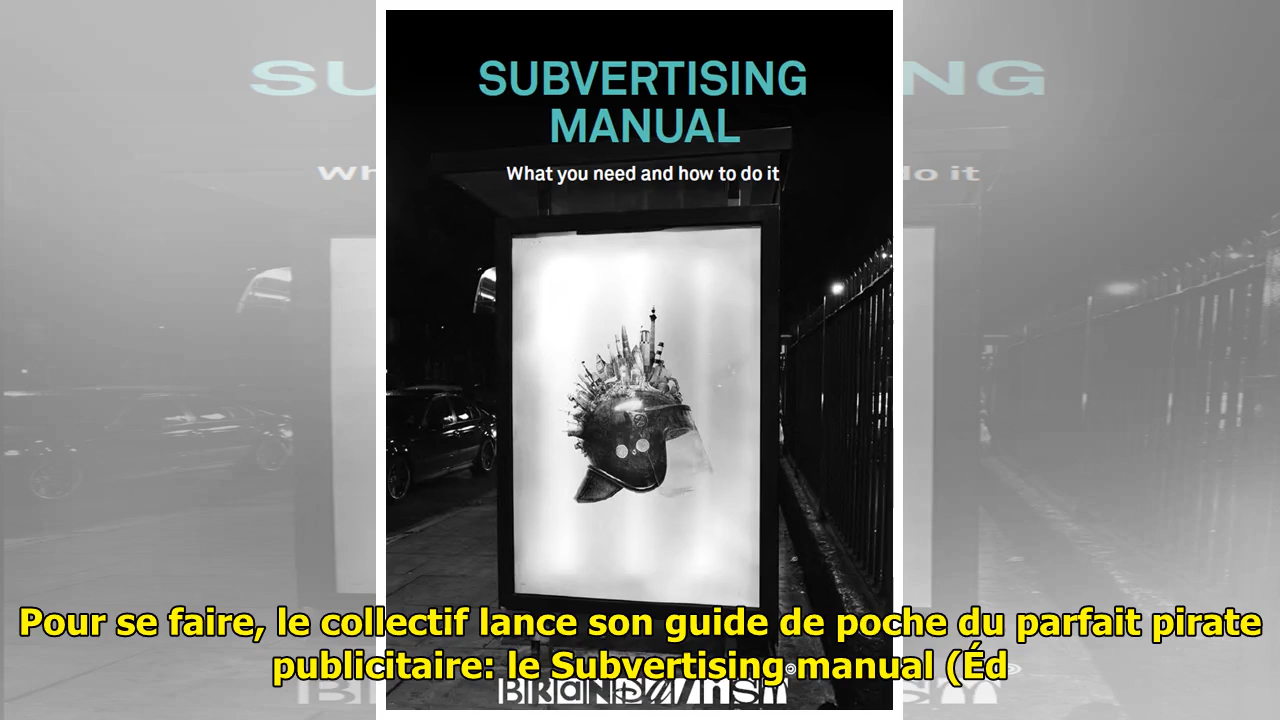 SUBVERTISING
MANUAL
What you need and how to do it
Pour se faire, le collectif lance son guide de poche du parfait pirate
publicitaire: le Subvertising manual (Éd